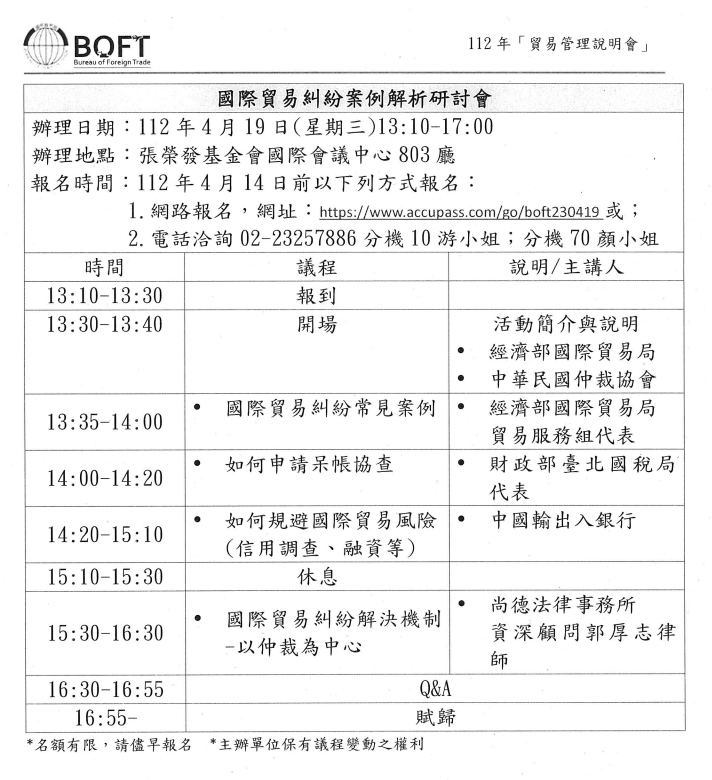 BOFT
Bureau of Foreign Trade
112 年「貿易管理說明會」
國際貿易糾紛案例解析研討會
辦理日期：112 年 4 月 19 日(星期三)13:10-17:00
辦理地點：張榮發基金會國際會議中心 803 廳
報名時間：112 年 4 月 14 日前以下列方式報名：
1. 網路報名，網址：https://www.accupass.com/go/boft230419 或；
2. 電話洽詢 02-23257886 分機 10 游小姐；分機 70 顏小姐
時間 議程 說明/主講人
13:10-13:30 報到
13:30-13:40 開場 活動簡介與說明
• 經濟部國際貿易局
• 中華民國仲裁協會
13:35-14:00 • 國際貿易糾紛常見案例 • 經濟部國際貿易局
貿易服務組代表
14:00-14:20 • 如何申請呆帳協查 • 財政部臺北國稅局
代表
14:20-15:10 • 如何規避國際貿易風險 • 中國輸出入銀行
(信用調查、融資等)
15:10-15:30 休息
15:30-16:30 • 國際貿易糾紛解決機制 • 尚德法律事務所
-以仲裁為中心 資深顧問郭厚志律
師
16:30-16:55 Q&A
16:55- 賦歸
*名額有限，請儘早報名 *主辦單位保有議程變動之權利